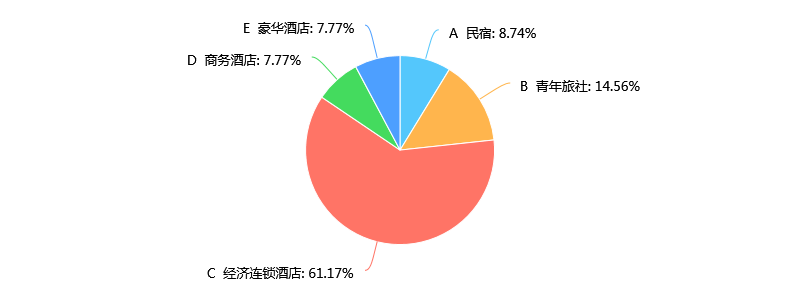 E 豪华酒店: 7.77%
A 民宿: 8.74%
D 商务酒店: 7.77%
B 青年旅社: 14.56%
C 经济连锁酒店: 61.17%